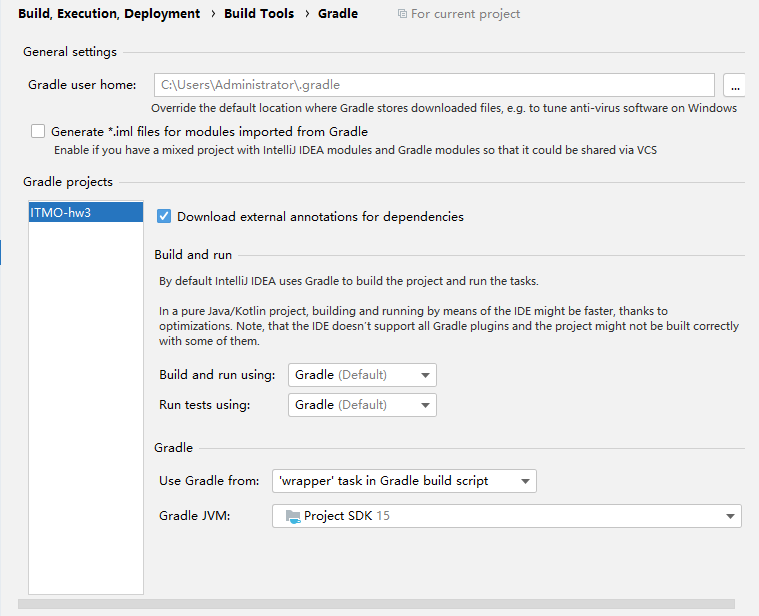 Build, Execution, Deployment › Build Tools › Gradle For current project
General settings
Gradle user home: C:\Users\Administrator\.gradle ...
Override the default location where Gradle stores downloaded files, e.g. to tune anti-virus software on Windows
Generate *.iml files for modules imported from Gradle
Enable if you have a mixed project with IntelliJ IDEA modules and Gradle modules so that it could be shared via VCS
Gradle projects
ITMO-hw3
Download external annotations for dependencies
Build and run
By default IntelliJ IDEA uses Gradle to build the project and run the tasks.
In a pure Java/Kotlin project, building and running by means of the IDE might be faster, thanks to
optimizations. Note, that the IDE doesn't support all Gradle plugins and the project might not be built correctly
with some of them.
Build and run using: Gradle (Default)
Run tests using: Gradle (Default)
Gradle
Use Gradle from: 'wrapper' task in Gradle build script
Gradle JVM: Project SDK 15